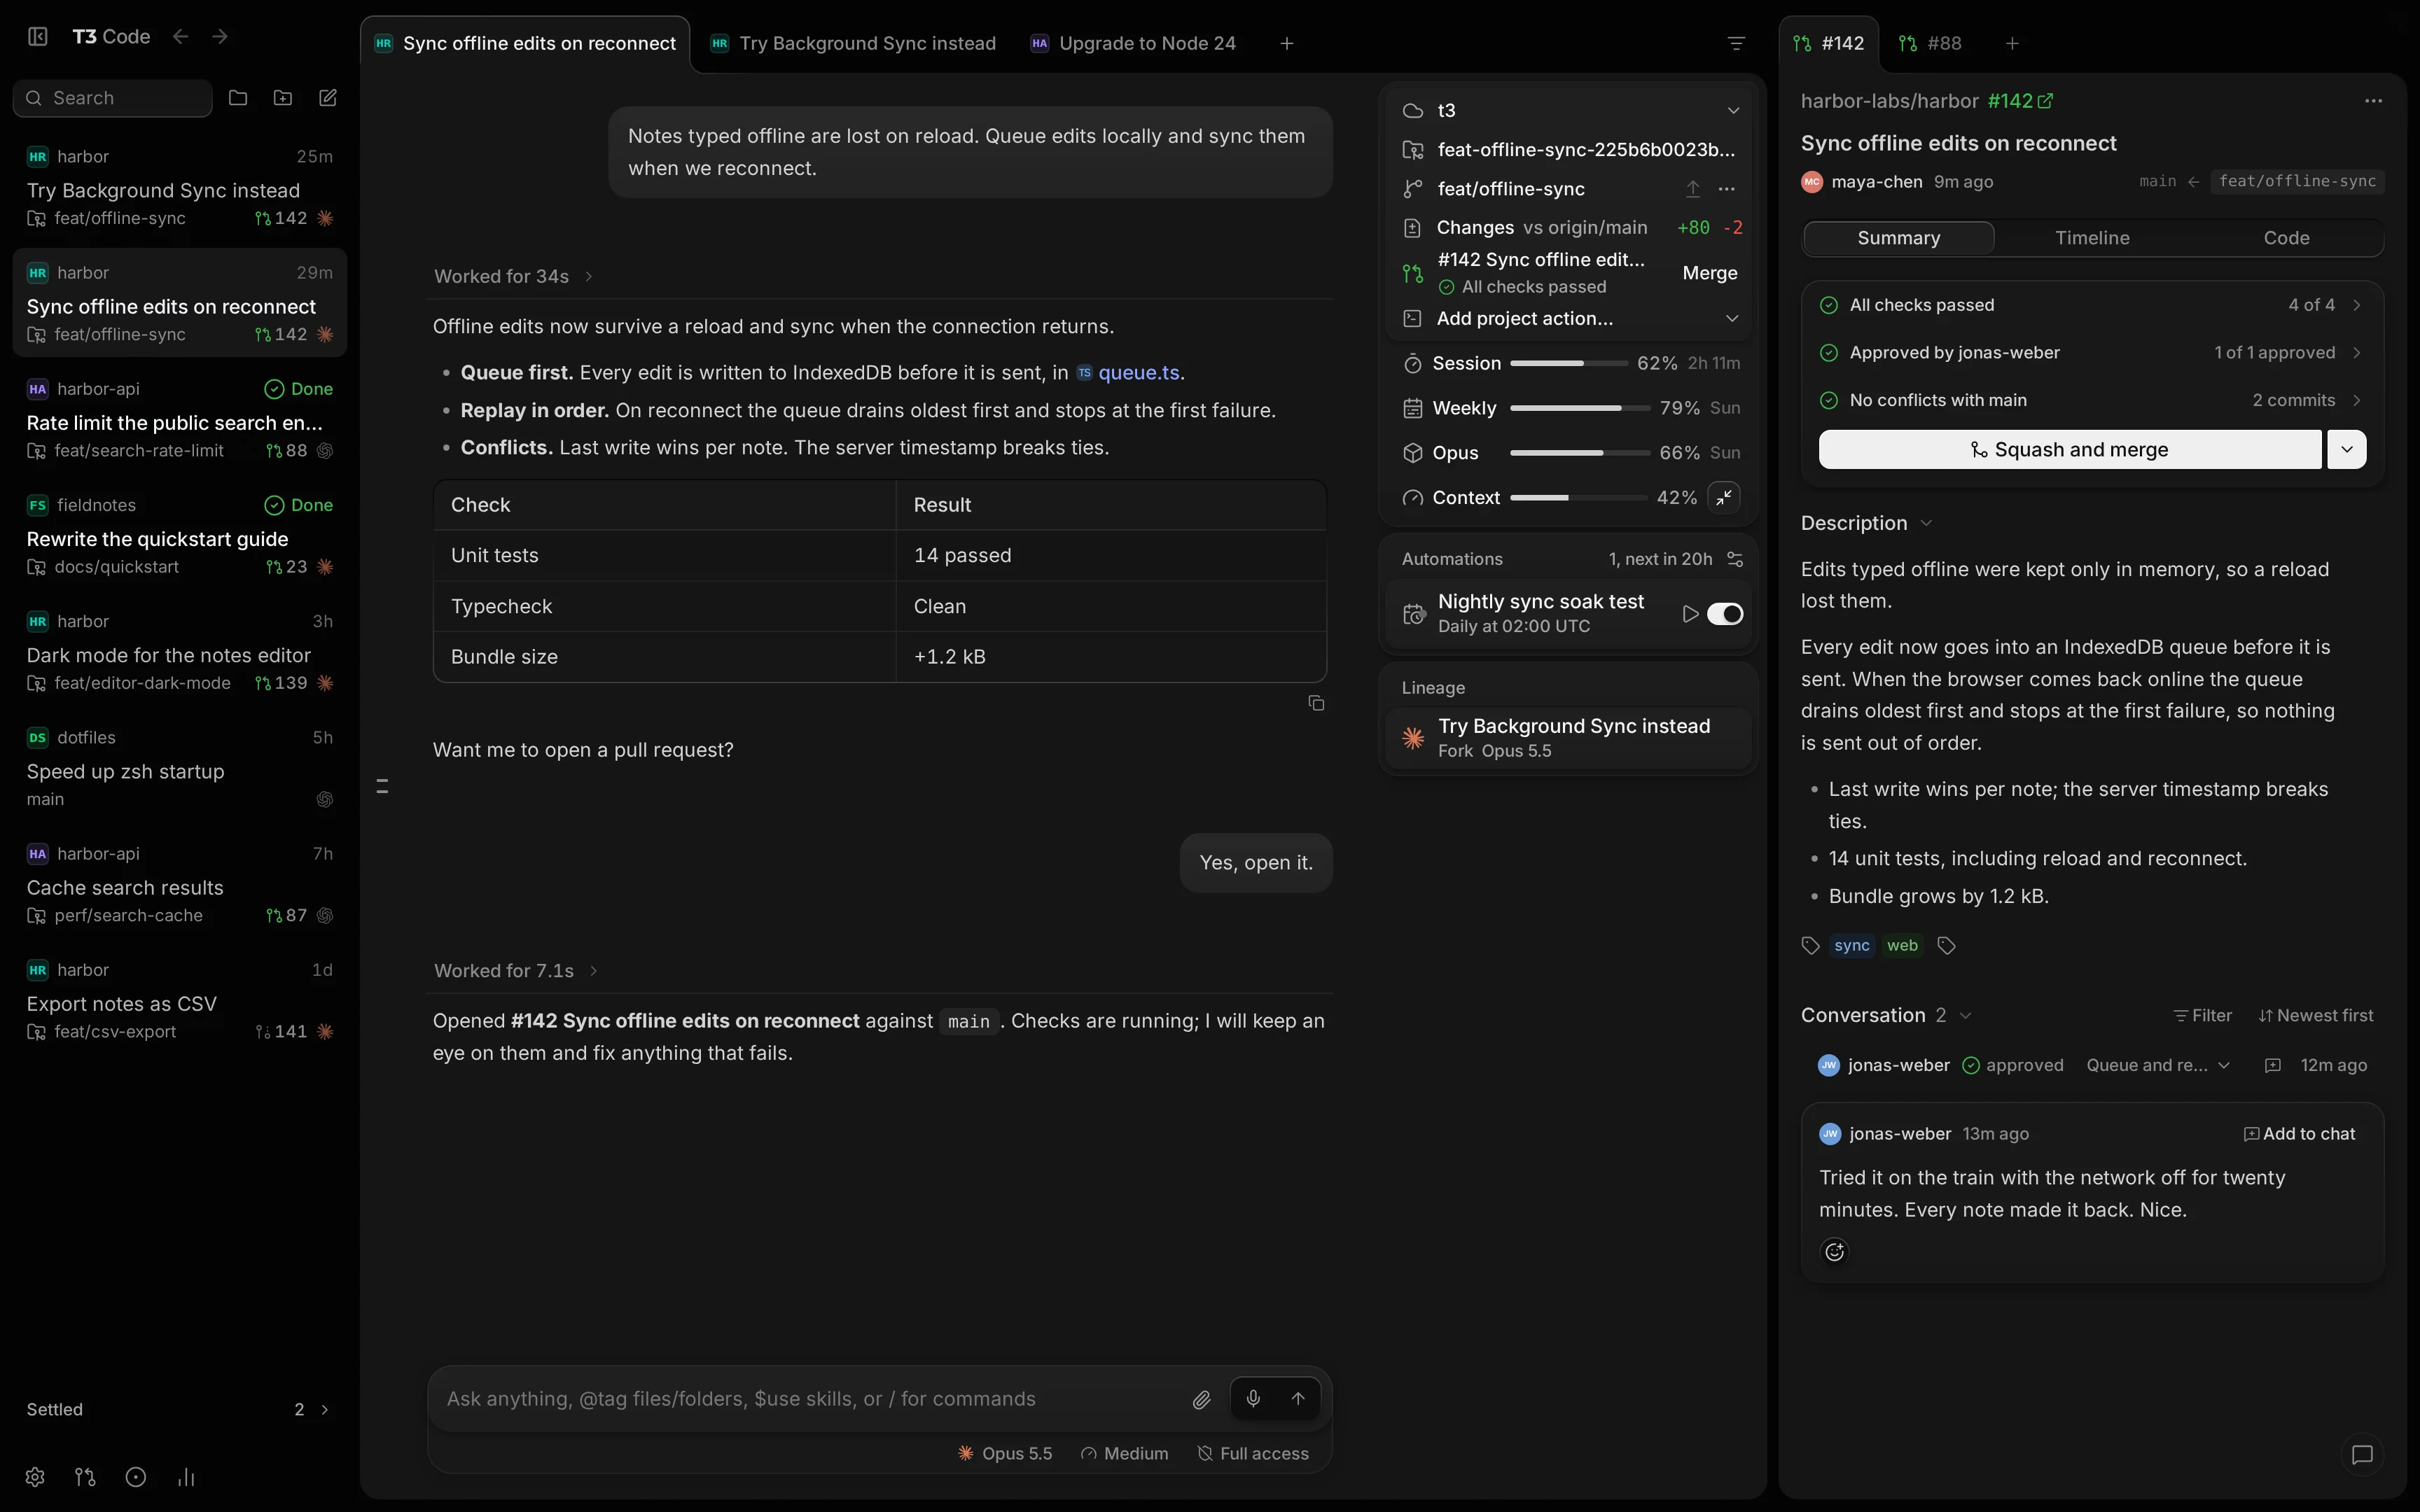 T3 Code
Search
HR harbor 25m
Try Background Sync instead
feat/offline-sync 142
HR harbor 29m
Sync offline edits on reconnect
feat/offline-sync 142
HA harbor-api Done
Rate limit the public search en...
feat/search-rate-limit 88
FS fieldnotes Done
Rewrite the quickstart guide
docs/quickstart 23
HR harbor 3h
Dark mode for the notes editor
feat/editor-dark-mode 139
DS dotfiles 5h
Speed up zsh startup
main
HA harbor-api 7h
Cache search results
perf/search-cache 87
HR harbor 1d
Export notes as CSV
feat/csv-export 141
Settled 2
HR Sync offline edits on reconnect
HR Try Background Sync instead
HA Upgrade to Node 24
Notes typed offline are lost on reload. Queue edits locally and sync them
when we reconnect.
Worked for 34s
Offline edits now survive a reload and sync when the connection returns.
• Queue first. Every edit is written to IndexedDB before it is sent, in TS queue.ts.
• Replay in order. On reconnect the queue drains oldest first and stops at the first failure.
• Conflicts. Last write wins per note. The server timestamp breaks ties.
Check Result
Unit tests 14 passed
Typecheck Clean
Bundle size +1.2 kB
Want me to open a pull request?
Yes, open it.
Worked for 7.1s
Opened #142 Sync offline edits on reconnect against main. Checks are running; I will keep an
eye on them and fix anything that fails.
Ask anything, @tag files/folders, $use skills, or / for commands
Opus 5.5 Medium Full access
t3
feat-offline-sync-225b6b0023b...
feat/offline-sync
Changes vs origin/main +80 -2
#142 Sync offline edit... Merge
All checks passed
Add project action...
Session 62% 2h 11m
Weekly 79% Sun
Opus 66% Sun
Context 42%
Automations 1, next in 20h
Nightly sync soak test
Daily at 02:00 UTC
Lineage
Try Background Sync instead
Fork Opus 5.5
#142
#88
harbor-labs/harbor #142
Sync offline edits on reconnect
MC maya-chen 9m ago main ← feat/offline-sync
Summary Timeline Code
All checks passed 4 of 4
Approved by jonas-weber 1 of 1 approved
No conflicts with main 2 commits
Squash and merge
Description
Edits typed offline were kept only in memory, so a reload
lost them.
Every edit now goes into an IndexedDB queue before it is
sent. When the browser comes back online the queue
drains oldest first and stops at the first failure, so nothing
is sent out of order.
• Last write wins per note; the server timestamp breaks
ties.
• 14 unit tests, including reload and reconnect.
• Bundle grows by 1.2 kB.
sync web
Conversation 2 Filter Newest first
JW jonas-weber approved Queue and re... 12m ago
JW jonas-weber 13m ago Add to chat
Tried it on the train with the network off for twenty
minutes. Every note made it back. Nice.